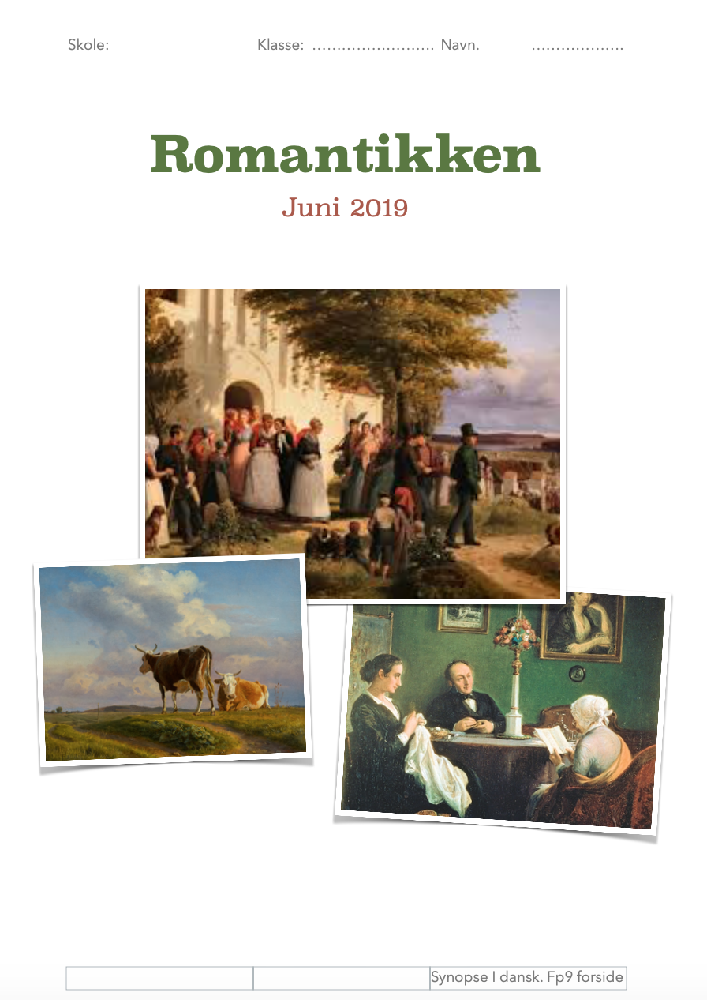 Skole: Klasse: ......................... Navn. ...................
Romantikken
Juni 2019
Synopse I dansk. Fp9 forside